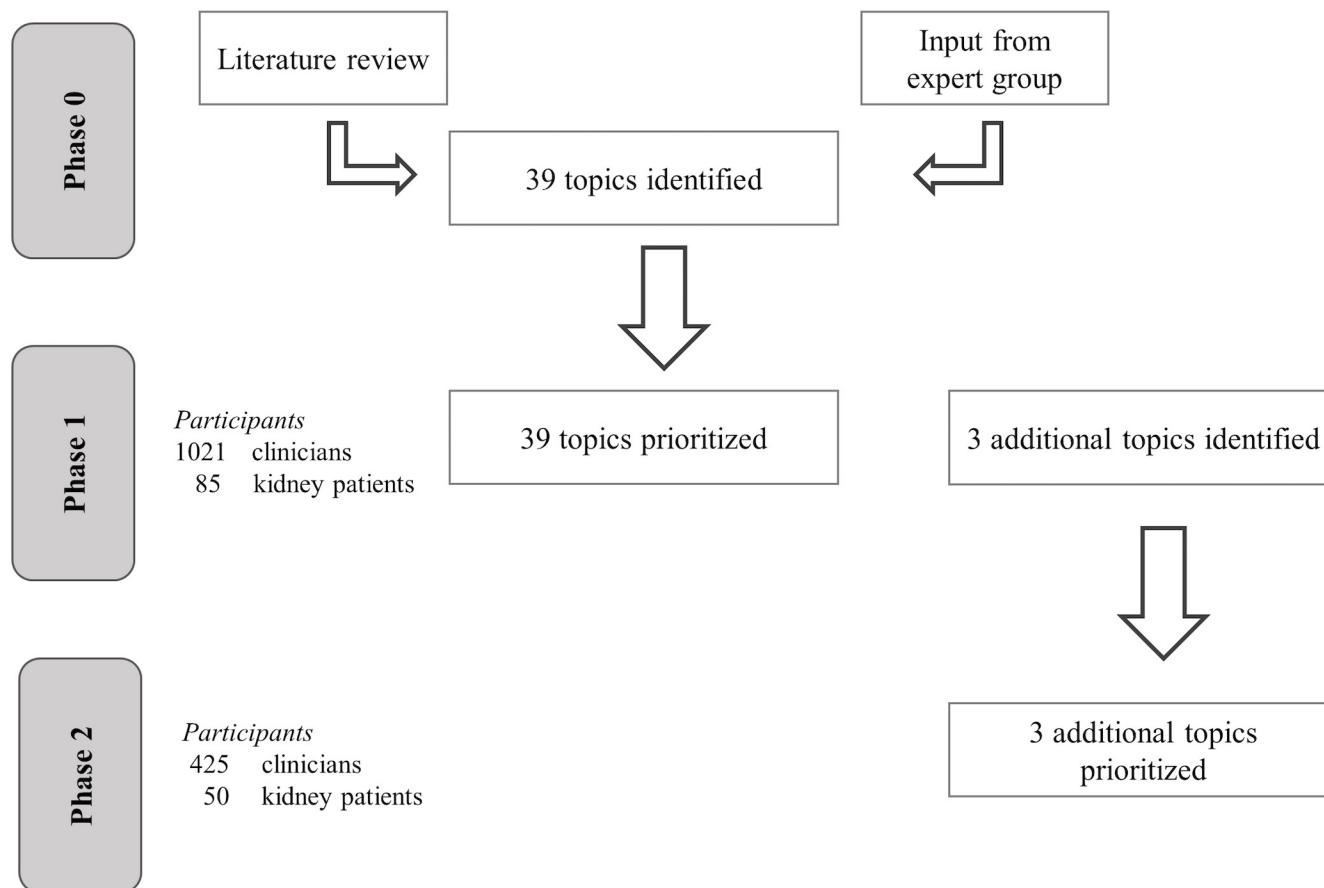 Phase 0
Literature review
Input from
expert group
39 topics identified
Phase 1
Participants
1021 clinicians
85 kidney patients
39 topics prioritized
3 additional topics identified
Phase 2
Participants
425 clinicians
50 kidney patients
3 additional topics
prioritized